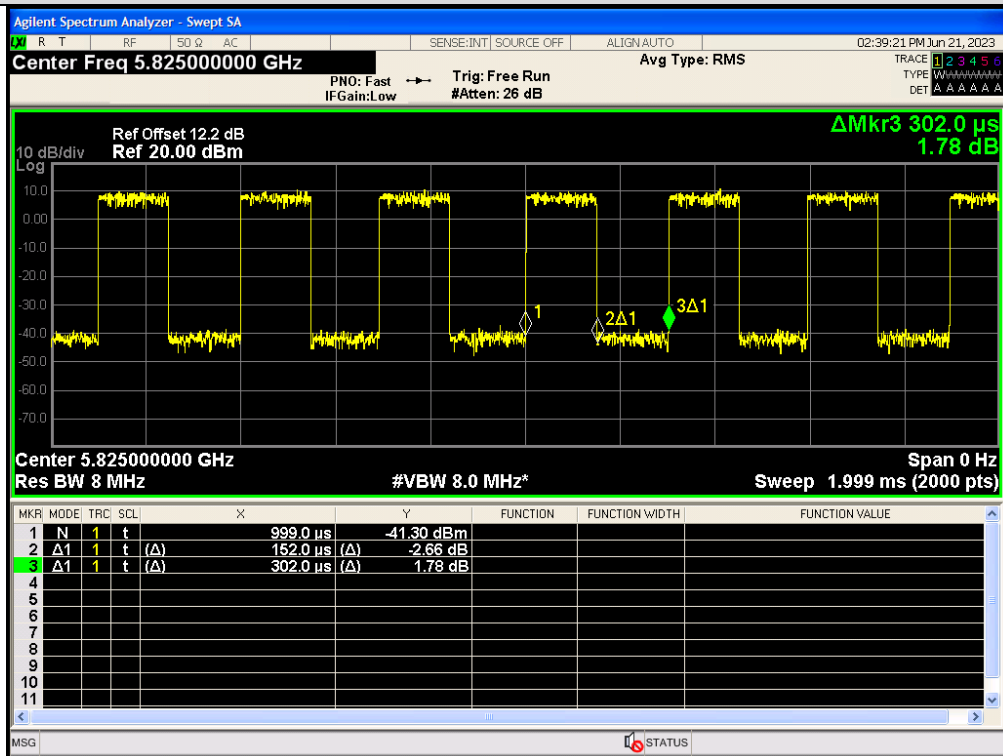 Agilent Spectrum Analyzer - Swept SA
LXI R T RF 50 Ω AC SENSE:INT SOURCE OFF ALIGN AUTO 02:39:21 PM Jun 21, 2023
Center Freq 5.825000000 GHz Avg Type: RMS TRACE 1 2 3 4 5 6
PNO: Fast Trig: Free Run TYPE W
IFGain:Low #Atten: 26 dB DET A A A A A A
ΔMkr3 302.0 µs
Ref Offset 12.2 dB
10 dB/div Ref 20.00 dBm 1.78 dB
Log
10.0
0.00
-10.0
-20.0
-30.0
1 2Δ1 3Δ1
-40.0
-50.0
-60.0
-70.0
Center 5.825000000 GHz Span 0 Hz
Res BW 8 MHz #VBW 8.0 MHz* Sweep 1.999 ms (2000 pts)
MKR MODE TRC SCL X Y FUNCTION FUNCTION WIDTH FUNCTION VALUE
1 N 1 t 999.0 µs -41.30 dBm
2 Δ1 1 t (Δ) 152.0 µs (Δ) -2.66 dB
3 Δ1 1 t (Δ) 302.0 µs (Δ) 1.78 dB
4
5
6
7
8
9
10
11
MSG STATUS